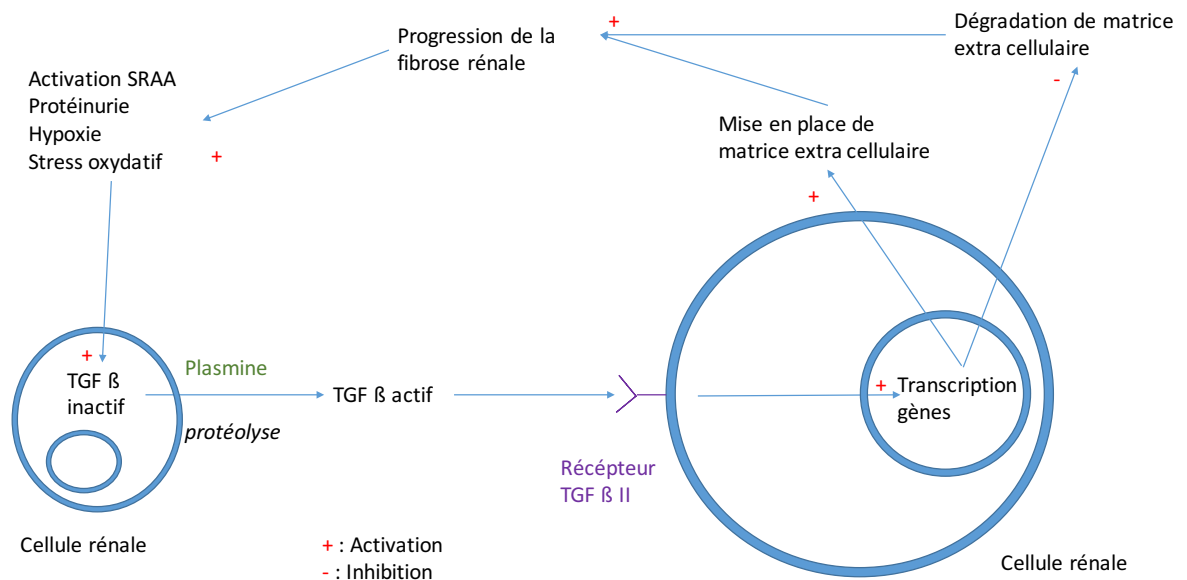 Dégradation de matrice
extra cellulaire
+
Progression de la
fibrose rénale
-
Activation SRAA
Protéinurie
Hypoxie
Stress oxydatif
+
Mise en place de
matrice extra cellulaire
+
+
TGF ß
inactif
Plasmine
protéolyse
TGF ß actif
+
Transcription
gènes
Récépteur
TGF ß II
Cellule rénale
+ : Activation
- : Inhibition
Cellule rénale